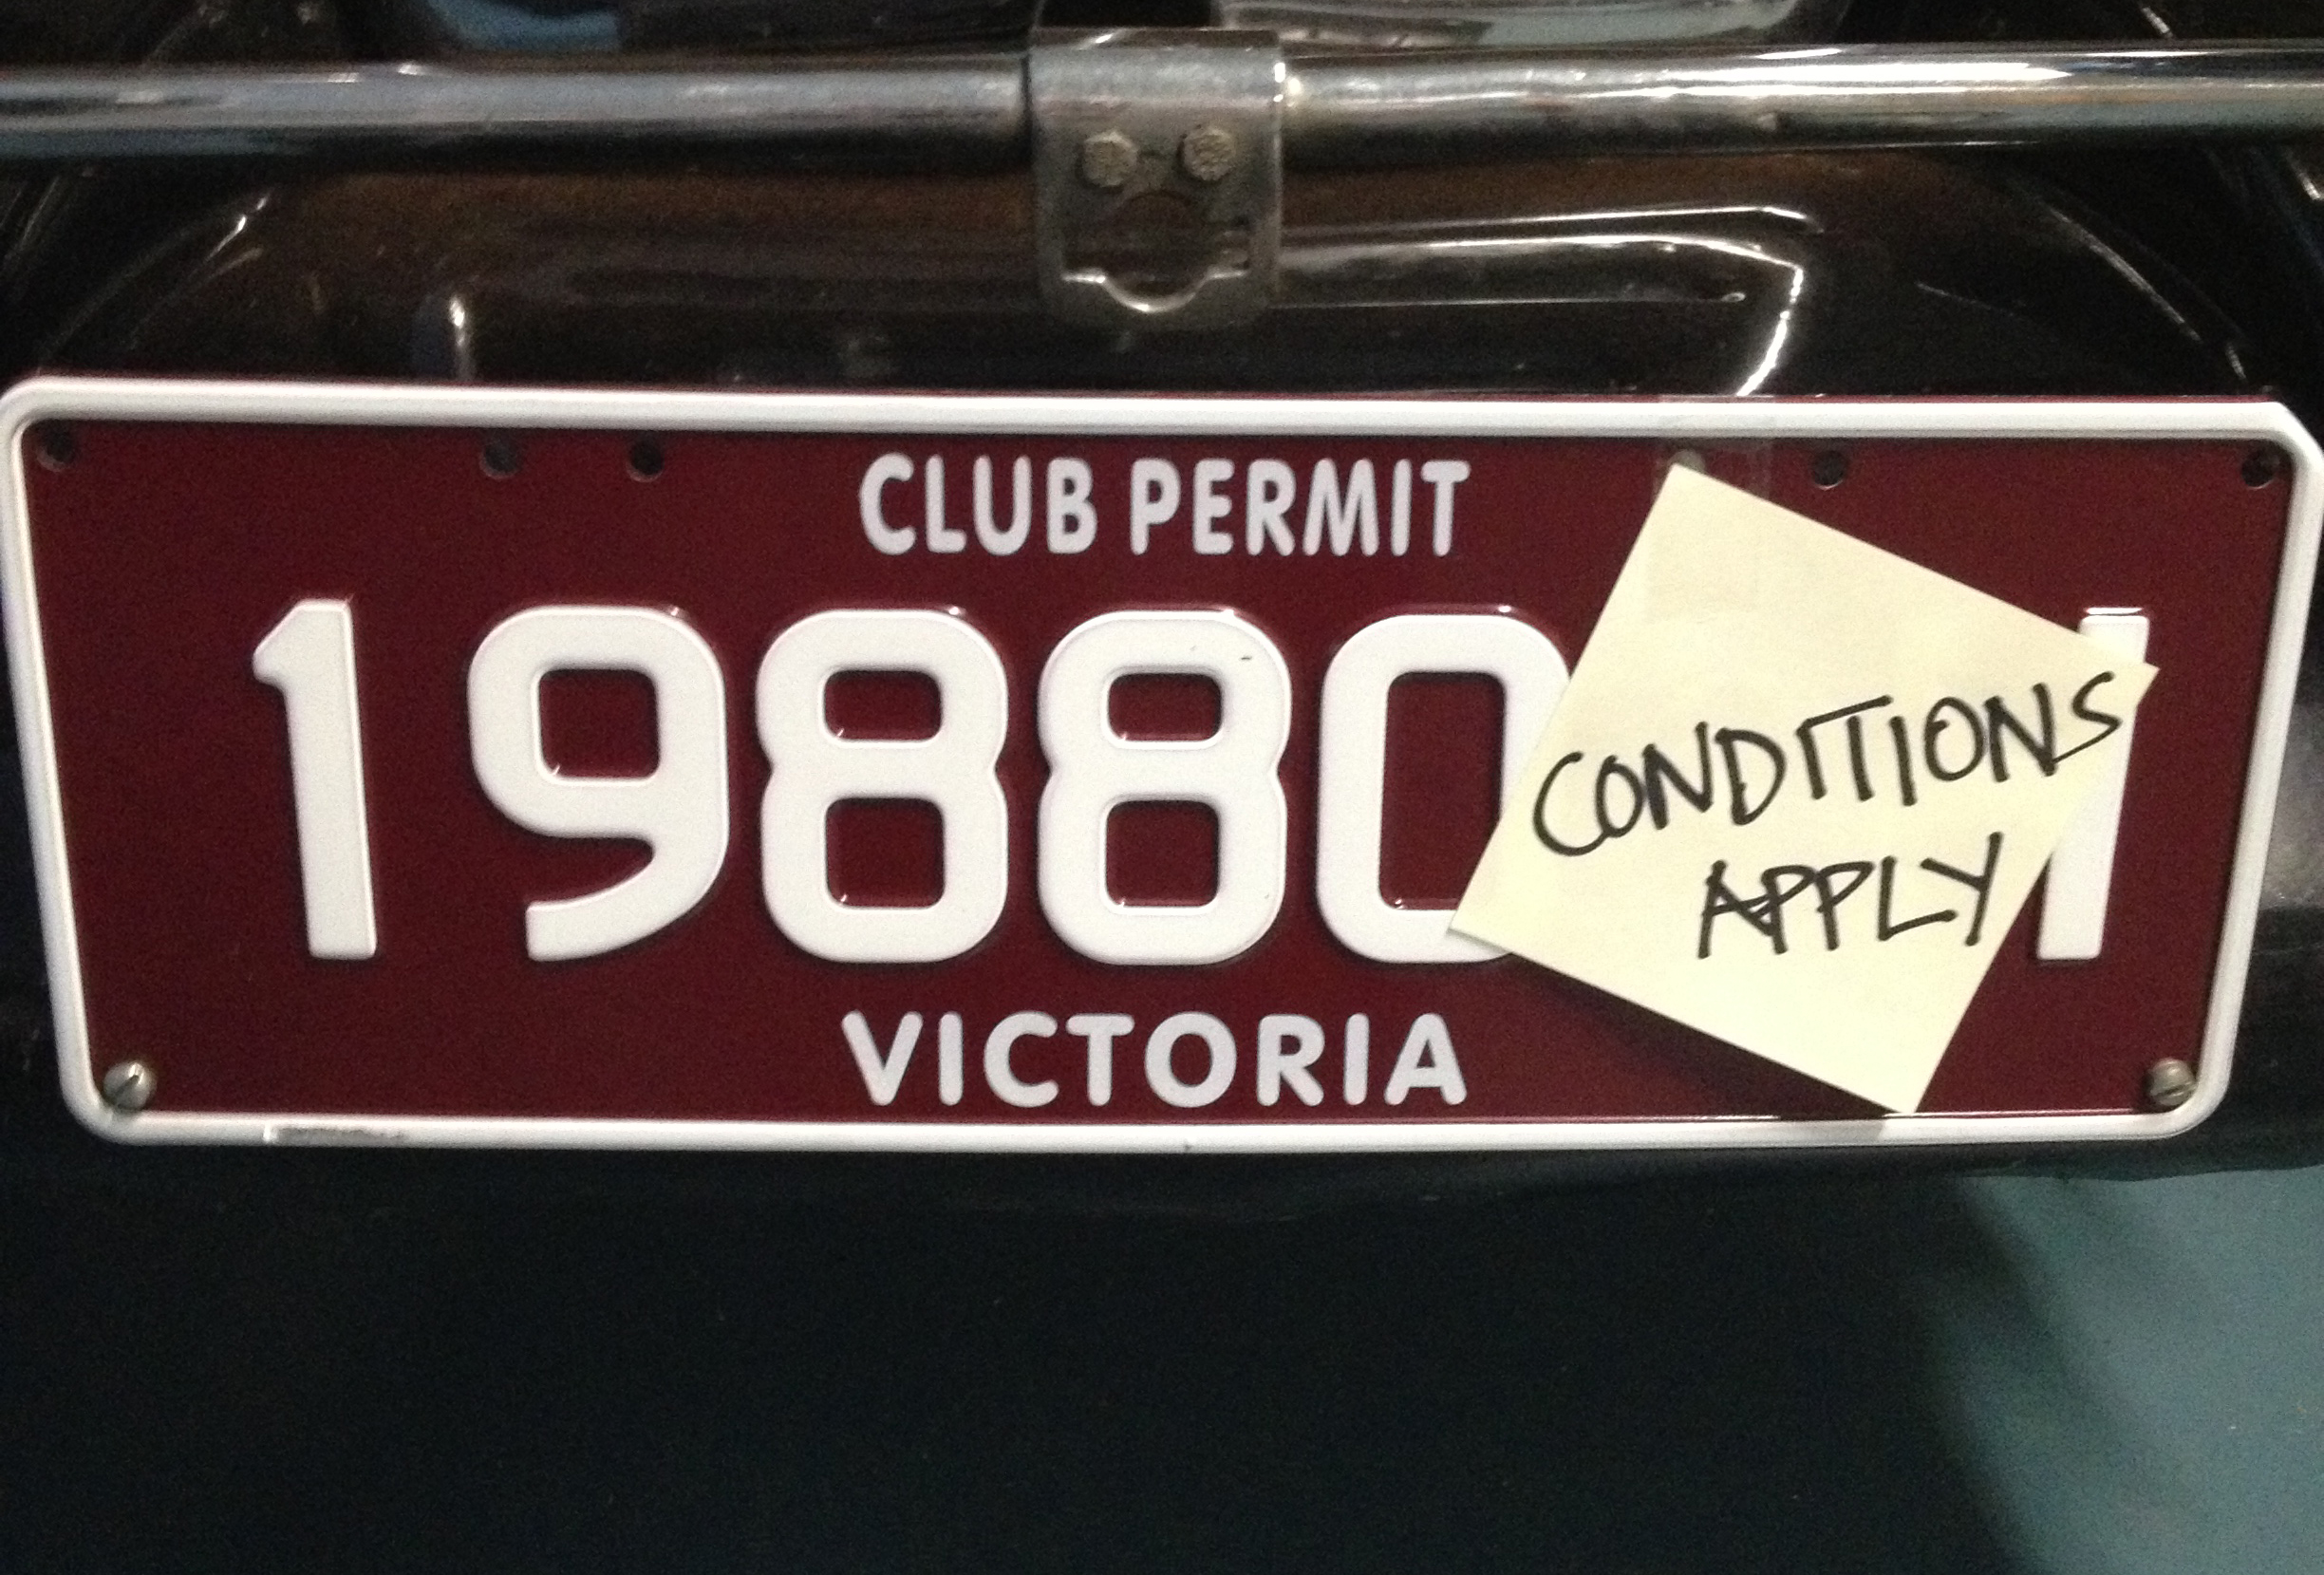 CLUB PERMIT
19880
CONDITIONS
APPLY
VICTORIA